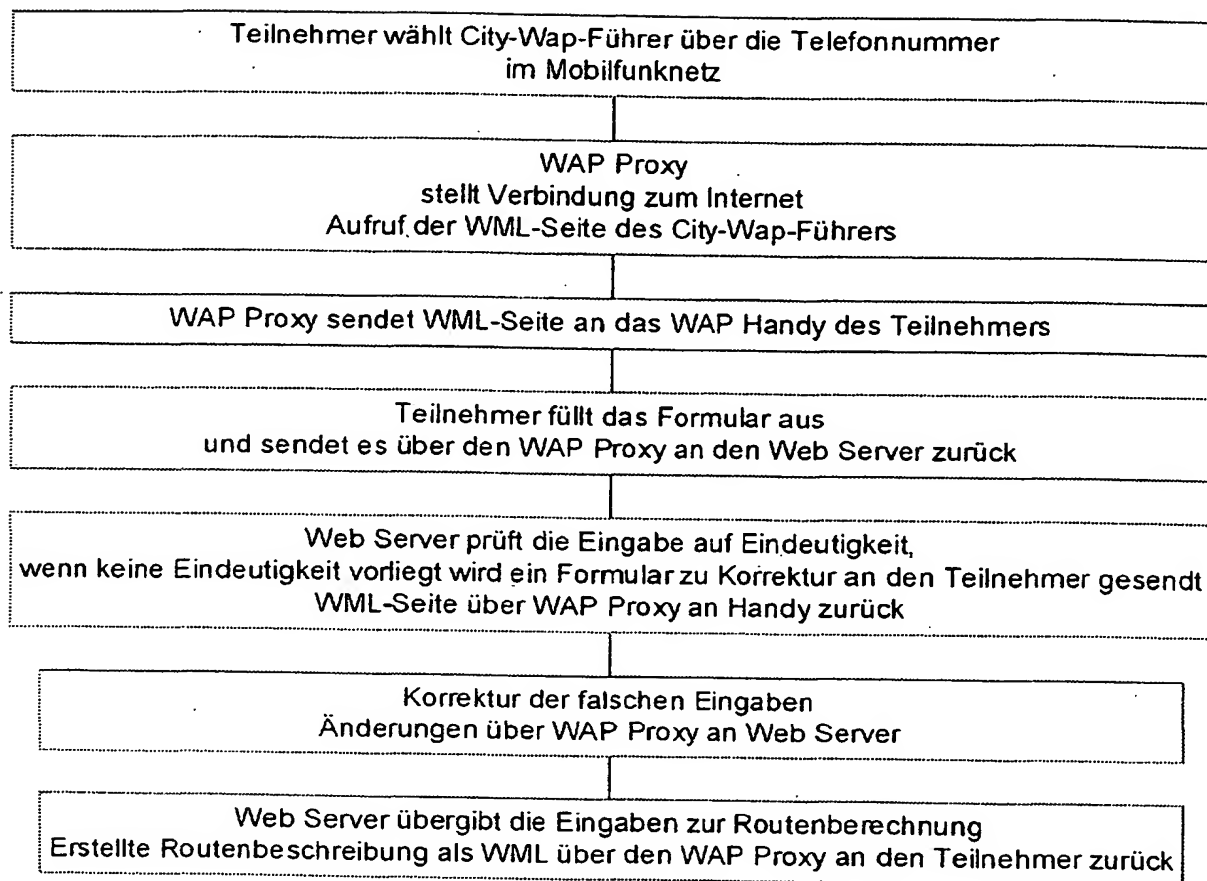 Teilnehmer wählt City-Wap-Führer über die Telefonnummer
im Mobilfunknetz
WAP Proxy
stellt Verbindung zum Internet
Aufruf der WML-Seite des City-Wap-Führers
WAP Proxy sendet WML-Seite an das WAP Handy des Teilnehmers
Teilnehmer füllt das Formular aus
und sendet es über den WAP Proxy an den Web Server zurück
Web Server prüft die Eingabe auf Eindeutigkeit,
wenn keine Eindeutigkeit vorliegt wird ein Formular zu Korrektur an den Teilnehmer gesendt
WML-Seite über WAP Proxy an Handy zurück
Korrektur der falschen Eingaben
Änderungen über WAP Proxy an Web Server
Web Server übergibt die Eingaben zur Routenberechnung
Erstellte Routenbeschreibung als WML über den WAP Proxy an den Teilnehmer zurück